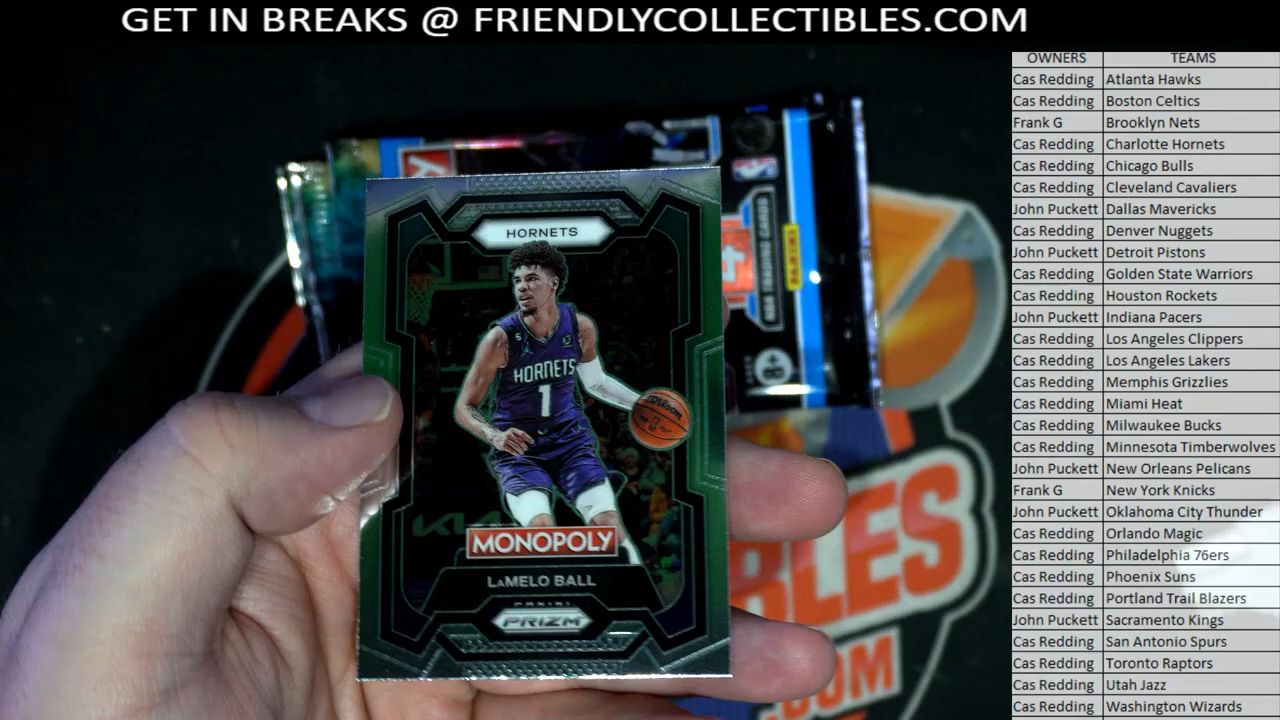 GET IN BREAKS @ FRIENDLYCOLLECTIBLES.COM
OWNERS TEAMS
Cas Redding Atlanta Hawks
Cas Redding Boston Celtics
Frank G Brooklyn Nets
Cas Redding Charlotte Hornets
Cas Redding Chicago Bulls
Cas Redding Cleveland Cavaliers
John Puckett Dallas Mavericks
Cas Redding Denver Nuggets
John Puckett Detroit Pistons
Cas Redding Golden State Warriors
Cas Redding Houston Rockets
John Puckett Indiana Pacers
Cas Redding Los Angeles Clippers
Cas Redding Los Angeles Lakers
Cas Redding Memphis Grizzlies
Cas Redding Miami Heat
Cas Redding Milwaukee Bucks
Cas Redding Minnesota Timberwolves
John Puckett New Orleans Pelicans
Frank G New York Knicks
John Puckett Oklahoma City Thunder
Cas Redding Orlando Magic
Cas Redding Philadelphia 76ers
Cas Redding Phoenix Suns
Cas Redding Portland Trail Blazers
John Puckett Sacramento Kings
Cas Redding San Antonio Spurs
Cas Redding Toronto Raptors
Cas Redding Utah Jazz
Cas Redding Washington Wizards
HORNETS
HORNETS
1
Wilson
KIA
MONOPOLY
LAMELO BALL
PANINI
PRIZM
NBA TRADING CARDS
PANINI
8+
BLES
.COM